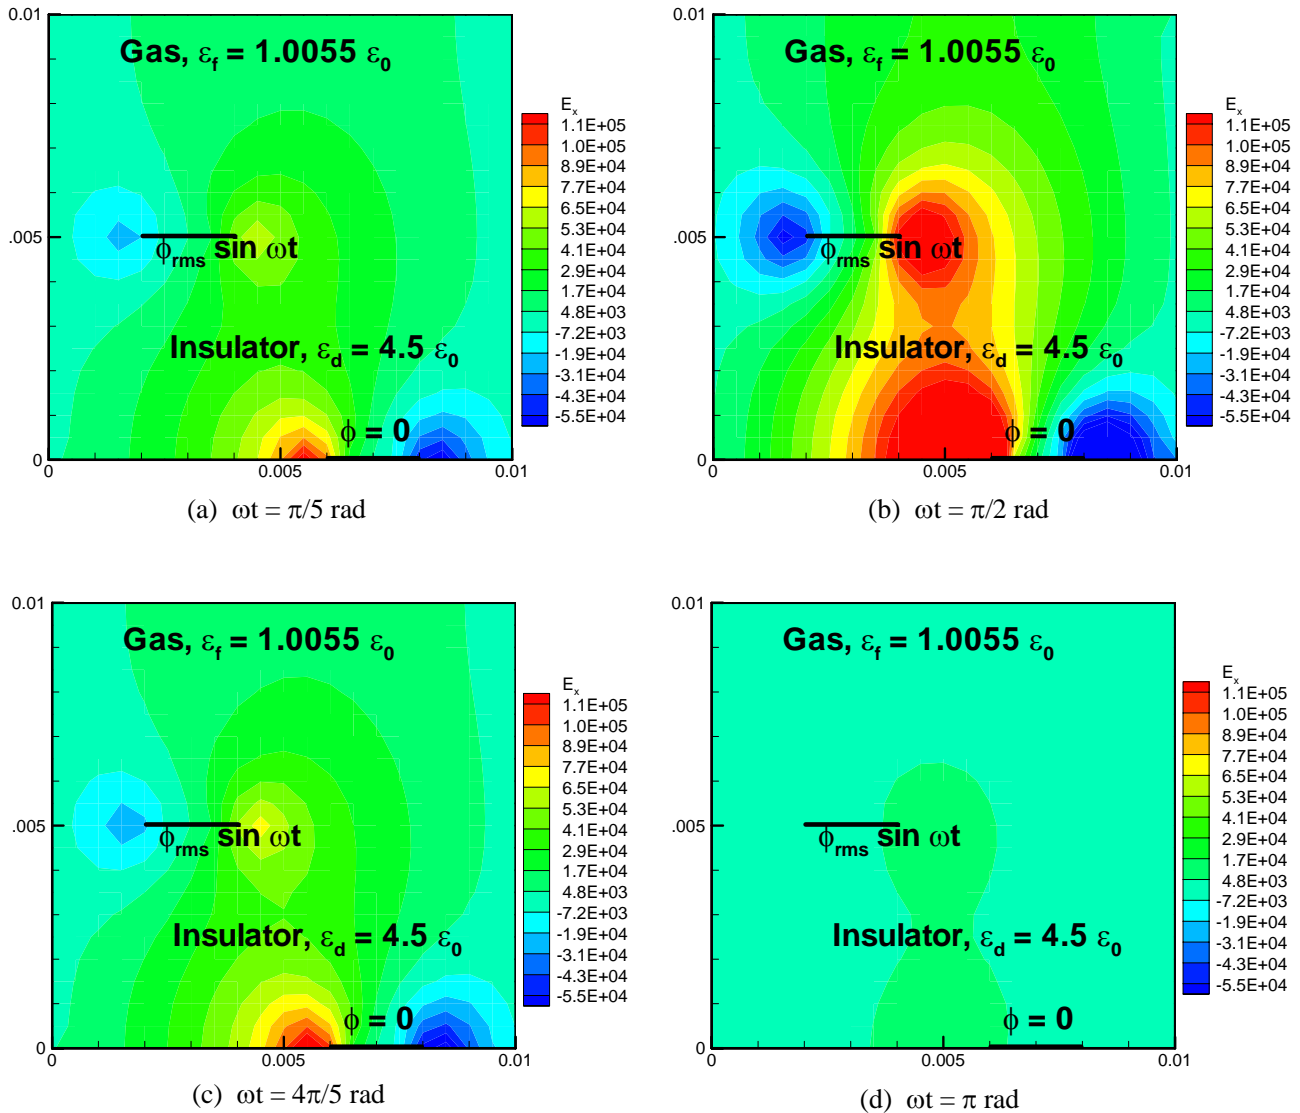 0.01
Gas, εf = 1.0055 ε0
Ex
1.1E+05
1.0E+05
8.9E+04
7.7E+04
6.5E+04
5.3E+04
4.1E+04
2.9E+04
1.7E+04
4.8E+03
-7.2E+03
-1.9E+04
-3.1E+04
-4.3E+04
-5.5E+04
.005
ϕrms sin ωt
Insulator, εd = 4.5 ε0
ϕ = 0
0
0 0.005 0.01
(a) ωt = π/5 rad
0.01
Gas, εf = 1.0055 ε0
Ex
1.1E+05
1.0E+05
8.9E+04
7.7E+04
6.5E+04
5.3E+04
4.1E+04
2.9E+04
1.7E+04
4.8E+03
-7.2E+03
-1.9E+04
-3.1E+04
-4.3E+04
-5.5E+04
.005
ϕrms sin ωt
Insulator, εd = 4.5 ε0
ϕ = 0
0
0 0.005 0.01
(b) ωt = π/2 rad
0.01
Gas, εf = 1.0055 ε0
Ex
1.1E+05
1.0E+05
8.9E+04
7.7E+04
6.5E+04
5.3E+04
4.1E+04
2.9E+04
1.7E+04
4.8E+03
-7.2E+03
-1.9E+04
-3.1E+04
-4.3E+04
-5.5E+04
.005
ϕrms sin ωt
Insulator, εd = 4.5 ε0
ϕ = 0
0
0 0.005 0.01
(c) ωt = 4π/5 rad
0.01
Gas, εf = 1.0055 ε0
Ex
1.1E+05
1.0E+05
8.9E+04
7.7E+04
6.5E+04
5.3E+04
4.1E+04
2.9E+04
1.7E+04
4.8E+03
-7.2E+03
-1.9E+04
-3.1E+04
-4.3E+04
-5.5E+04
.005
ϕrms sin ωt
Insulator, εd = 4.5 ε0
ϕ = 0
0
0 0.005 0.01
(d) ωt = π rad